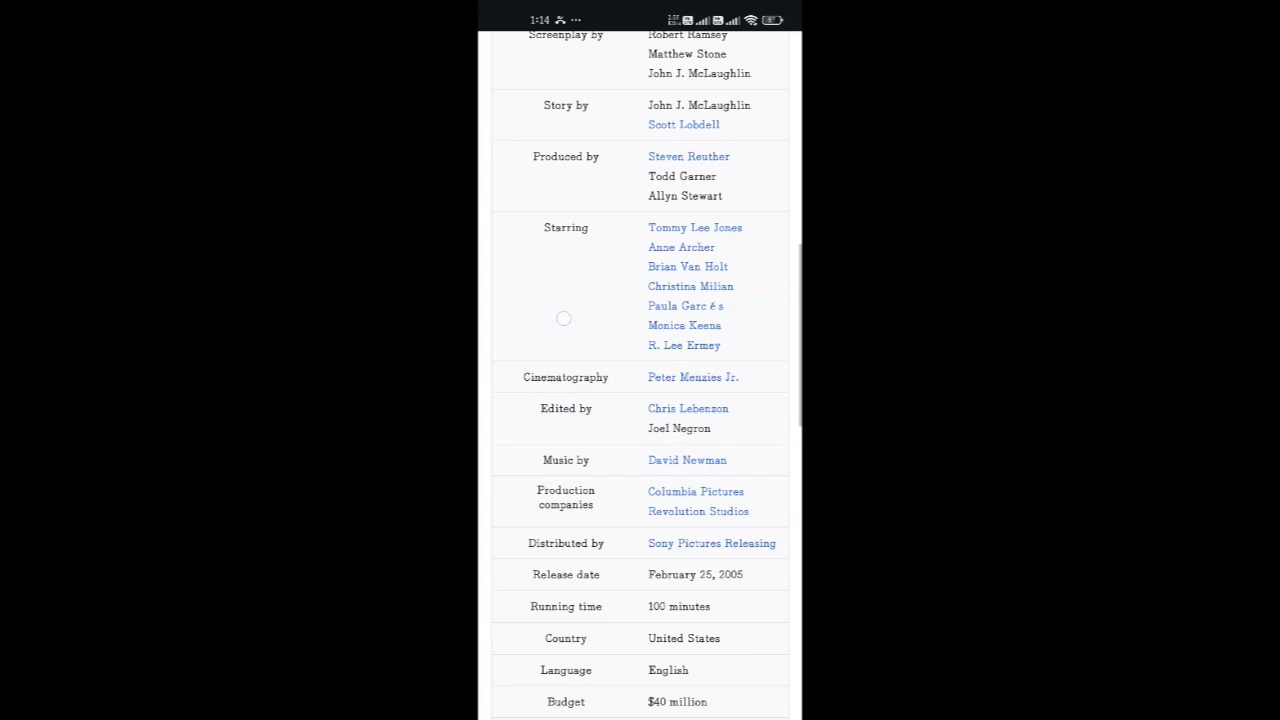 1:14 ...
Screenplay by Robert Ramsey
Matthew Stone
John J. McLaughlin
Story by John J. McLaughlin
Scott Lobdell
Produced by Steven Reuther
Todd Garner
Allyn Stewart
Starring Tommy Lee Jones
Anne Archer
Brian Van Holt
Christina Milian
Paula Garcés
Monica Keena
R. Lee Ermey
Cinematography Peter Menzies Jr.
Edited by Chris Lebenzon
Joel Negron
Music by David Newman
Production Columbia Pictures
companies Revolution Studios
Distributed by Sony Pictures Releasing
Release date February 25, 2005
Running time 100 minutes
Country United States
Language English
Budget $40 million